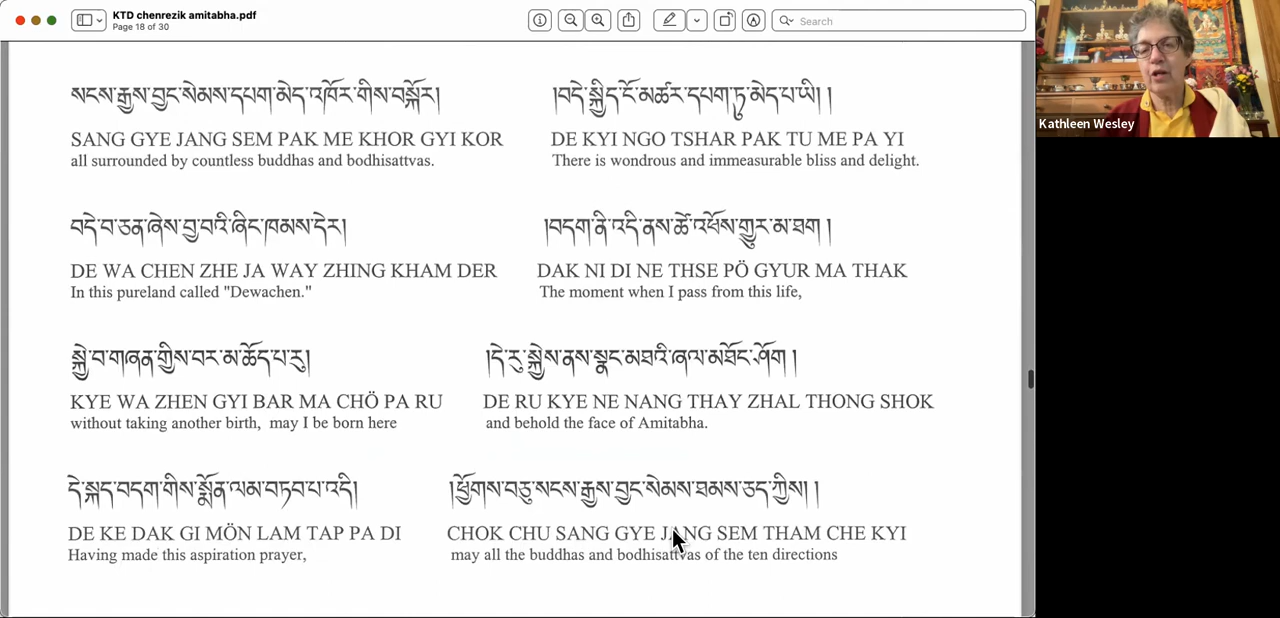 KTD chenrezik amitabha.pdf
Page 18 of 30
Search
Kathleen Wesley
སངས་རྒྱས་བྱང་སེམས་དཔག་མེད་འཁོར་གིས་བསྐོར། །བདེ་སྐྱིད་ངོ་མཚར་དཔག་ཏུ་མེད་པ་ཡི། །
SANG GYE JANG SEM PAK ME KHOR GYI KOR DE KYI NGO TSHAR PAK TU ME PA YI
all surrounded by countless buddhas and bodhisattvas. There is wondrous and immeasurable bliss and delight.
བདེ་བ་ཅན་ཞེས་བྱ་བའི་ཞིང་ཁམས་དེར། །བདག་ནི་འདི་ནས་ཚེ་འཕོས་གྱུར་མ་ཐག །
DE WA CHEN ZHE JA WAY ZHING KHAM DER DAK NI DI NE THSE PÖ GYUR MA THAK
In this pureland called "Dewachen." The moment when I pass from this life,
སྐྱེ་བ་གཞན་གྱིས་བར་མ་ཆོད་པ་རུ། །དེ་རུ་སྐྱེས་ནས་སྣང་མཐའི་ཞལ་མཐོང་ཤོག །
KYE WA ZHEN GYI BAR MA CHÖ PA RU DE RU KYE NE NANG THAY ZHAL THONG SHOK
without taking another birth, may I be born here and behold the face of Amitabha.
དེ་སྐད་བདག་གིས་སྨོན་ལམ་བཏབ་པ་འདི། །ཕྱོགས་བཅུ་སངས་རྒྱས་བྱང་སེམས་ཐམས་ཅད་ཀྱིས། །
DE KE DAK GI MÖN LAM TAP PA DI CHOK CHU SANG GYE JANG SEM THAM CHE KYI
Having made this aspiration prayer, may all the buddhas and bodhisattvas of the ten directions